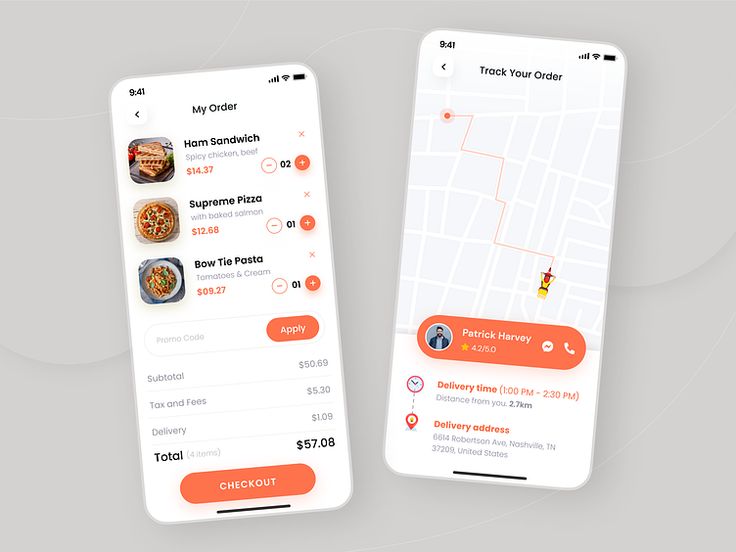 9:41
My Order
Ham Sandwich
Spicy chicken, beef
$14.37
02
Supreme Pizza
with baked salmon
$12.68
01
Bow Tie Pasta
Tomatoes & Cream
$09.27
01
Promo Code
Apply
Subtotal $50.69
Tax and Fees $5.30
Delivery $1.09
Total (4 items) $57.08
CHECKOUT
9:41
Track Your Order
Patrick Harvey
4.2/5.0
Delivery time (1:00 PM - 2:30 PM)
Distance from you. 2.7km
Delivery address
6614 Robertson Ave, Nashville, TN
37209, United States